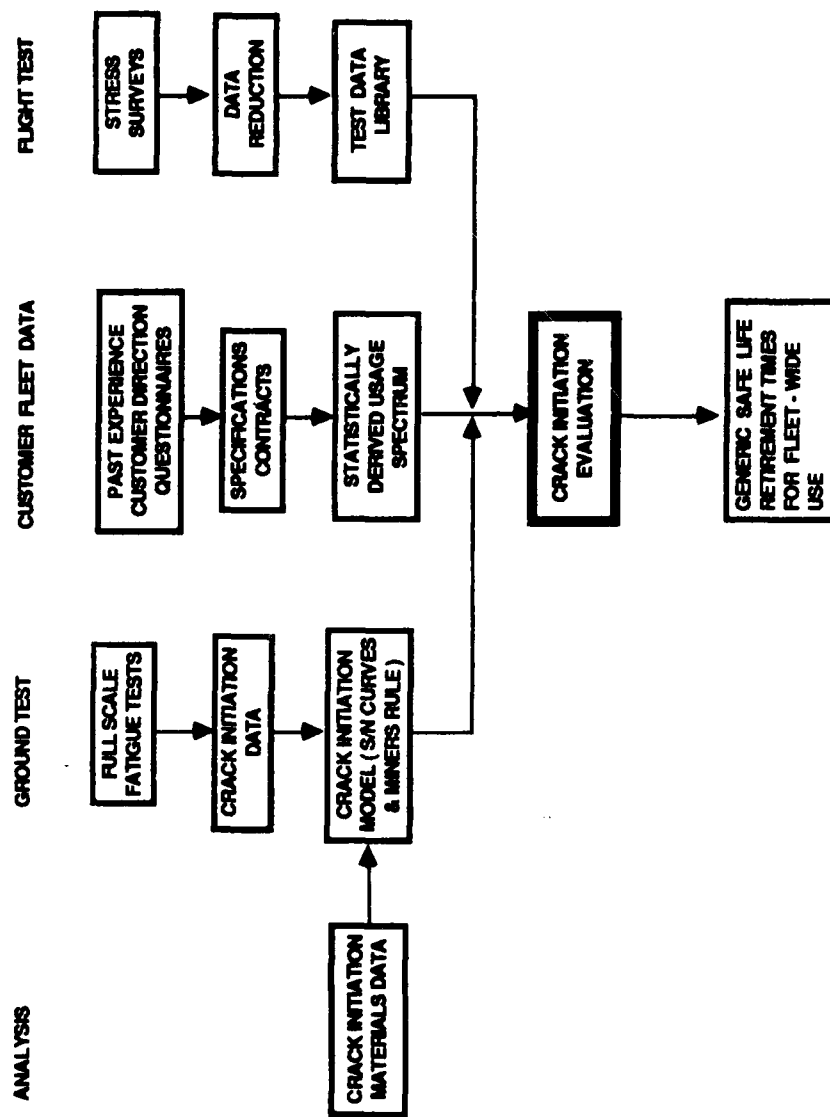 ANALYSIS
GROUND TEST
CUSTOMER FLEET DATA
FLIGHT TEST
FULL SCALE
FATIGUE TESTS
PAST EXPERIENCE
CUSTOMER DIRECTION
QUESTIONNAIRES
STRESS
SURVEYS
CRACK INITIATION
DATA
SPECIFICATIONS
CONTRACTS
DATA
REDUCTION
CRACK INITIATION
MATERIALS DATA
CRACK INITIATION
MODEL ( S/N CURVES
& MINERS RULE )
STATISTICALLY
DERIVED USAGE
SPECTRUM
TEST DATA
LIBRARY
CRACK INITIATION
EVALUATION
GENERIC SAFE LIFE
RETIREMENT TIMES
FOR FLEET - WIDE
USE